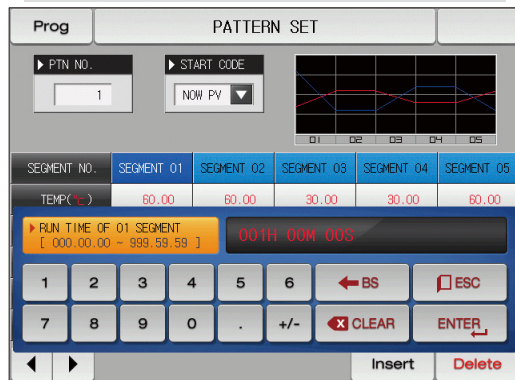 Prog
PATTERN SET
▶ PTN NO.
▶ START CODE
1
NOW PV ▼
01 02 03 04 05
SEGMENT NO. SEGMENT 01 SEGMENT 02 SEGMENT 03 SEGMENT 04 SEGMENT 05
TEMP(℃) 60.00 60.00 30.00 30.00 60.00
▶ RUN TIME OF 01 SEGMENT
[ 000.00.00 ~ 999.59.59 ]
001H 00M 00S
1 2 3 4 5 6 BS ESC
7 8 9 0 . +/- CLEAR ENTER
Insert Delete